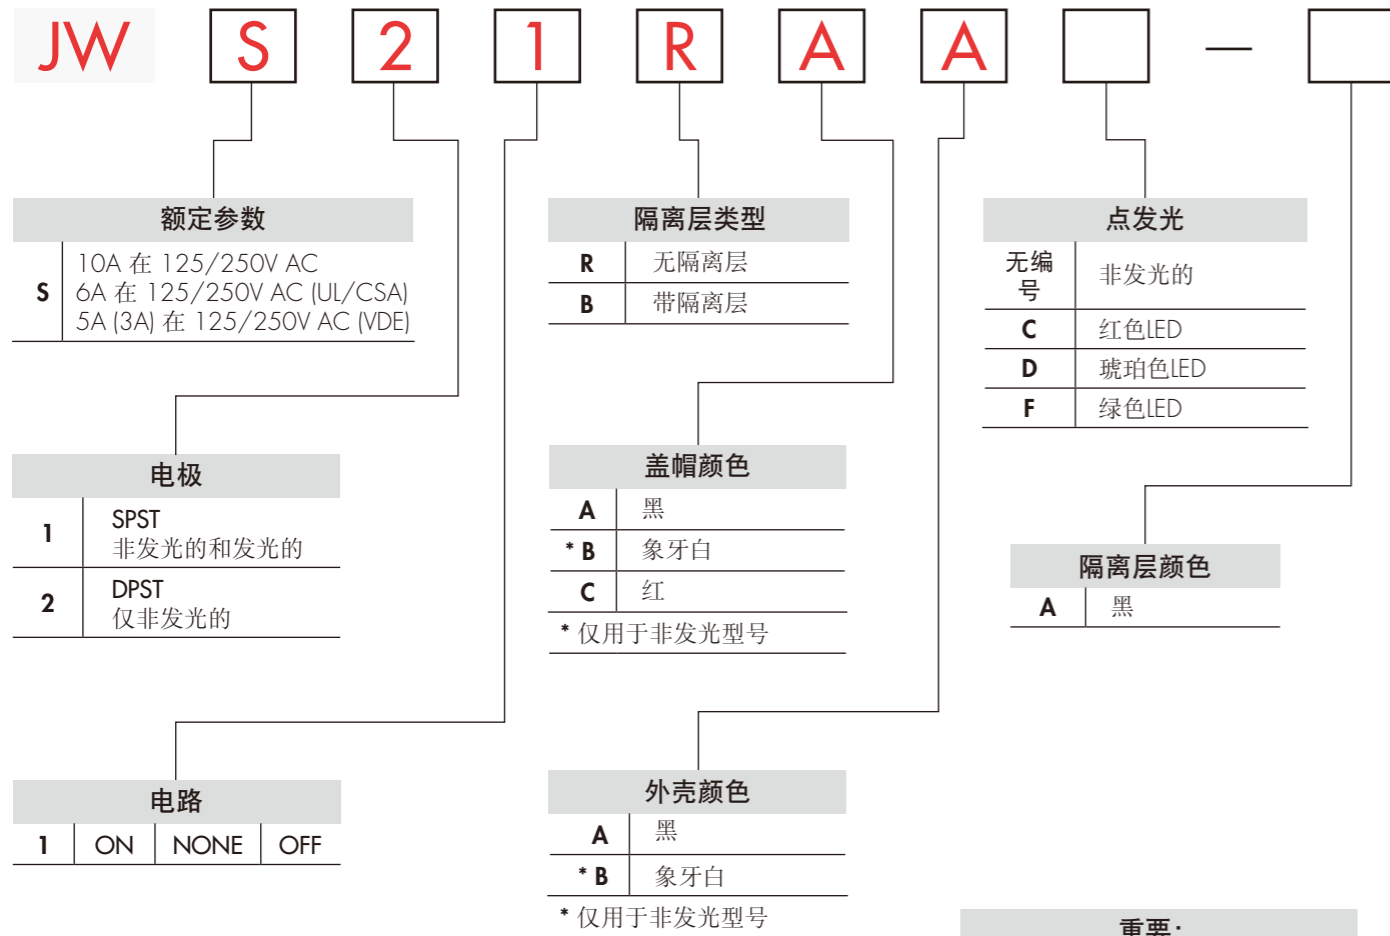 JW S 2 1 R A A —
额定参数
S
10A 在 125/250V AC
6A 在 125/250V AC (UL/CSA)
5A (3A) 在 125/250V AC (VDE)
电极
1 SPST
非发光的和发光的
2 DPST
仅非发光的
电路
1 ON NONE OFF
隔离层类型
R 无隔离层
B 带隔离层
盖帽颜色
A 黑
* B 象牙白
C 红
* 仅用于非发光型号
外壳颜色
A 黑
* B 象牙白
* 仅用于非发光型号
点发光
无编
号 非发光的
C 红色LED
D 琥珀色LED
F 绿色LED
隔离层颜色
A 黑
重要: